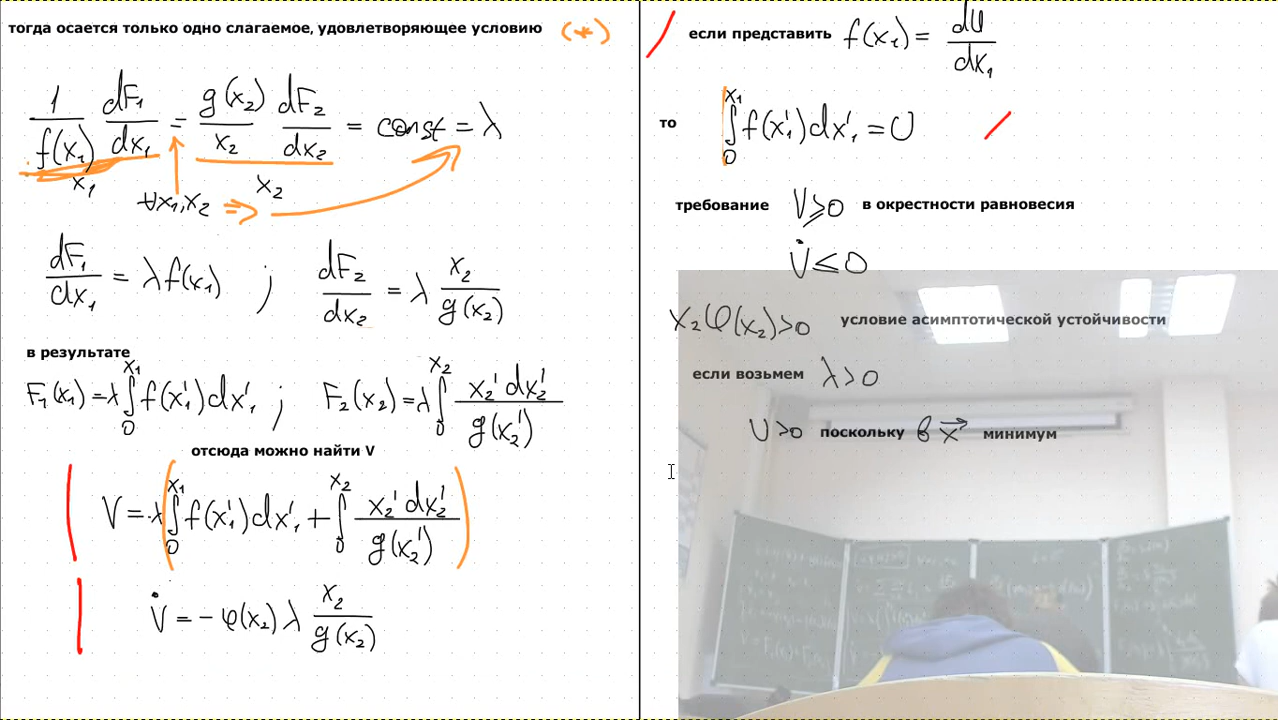 тогда осается только одно слагаемое, удовлетворяющее условию (*)
1/f(x₁) dF₁/dx₁ = g(x₂)/x₂ dF₂/dx₂ = const = λ
x₁ x₂
∀x₁,x₂ ⇒
dF₁/dx₁ = λf(x₁) ; dF₂/dx₂ = λ x₂/g(x₂)
в результате
F₁(x₁)=λ∫₀^x₁ f(x₁')dx₁' ; F₂(x₂)=λ∫₀^x₂ x₂'dx₂'/g(x₂')
отсюда можно найти V
V=λ(∫₀^x₁ f(x₁')dx₁' + ∫₀^x₂ x₂'dx₂'/g(x₂'))
V̇ = - φ(x₂) λ x₂/g(x₂)
если представить f(x₁) = dU/dx₁
то ∫₀^x₁ f(x₁')dx₁' = U
требование V⩾0 в окрестности равновесия
V̇ ≤ 0
x₂φ(x₂)>0 условие асимптотической устойчивости
если возьмем λ>0
U>0 поскольку в x⃗ минимум